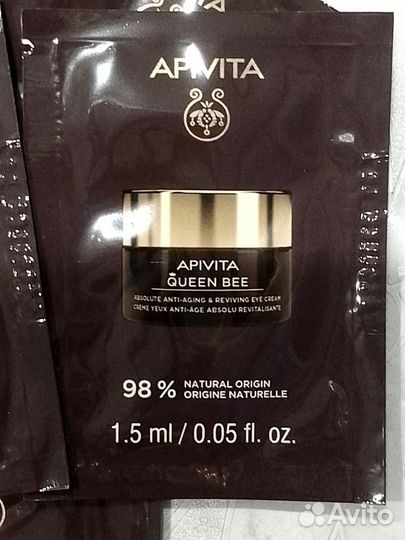 APIVITA
APIVITA
QUEEN BEE
ABSOLUTE ANTI-AGING & REVIVING EYE CREAM
CRÈME YEUX ANTI-ÂGE ABSOLU REVITALISANTE
98 % NATURAL ORIGIN
ORIGINE NATURELLE
1.5 ml / 0.05 fl. oz.
Avito